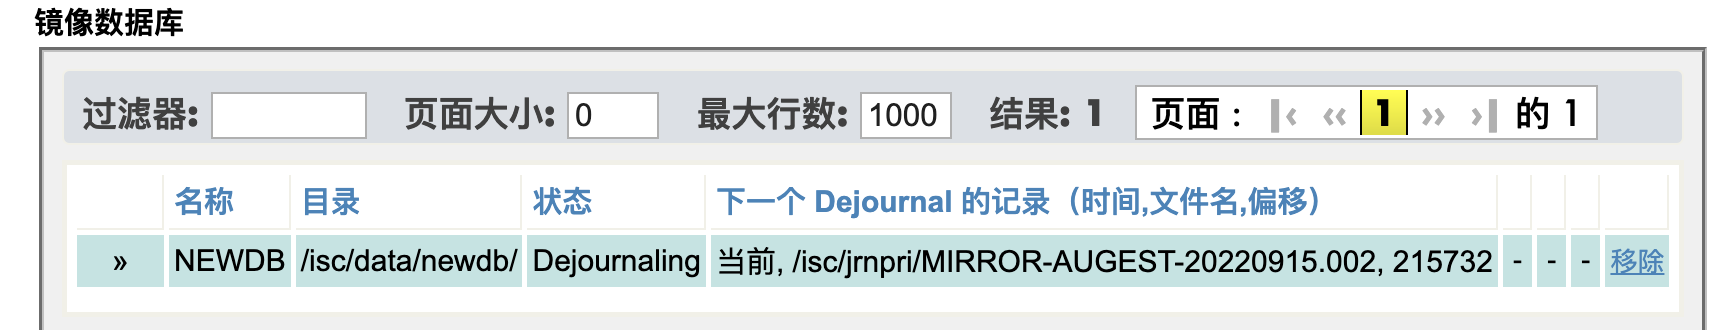 镜像数据库
过滤器: 页面大小: 0 最大行数: 1000 结果: 1 页面： |‹ ‹‹ 1 ›› ›| 的 1
名称 目录 状态 下一个 Dejournal 的记录（时间,文件名,偏移）
» NEWDB /isc/data/newdb/ Dejournaling 当前, /isc/jrnpri/MIRROR-AUGEST-20220915.002, 215732 - - - 移除